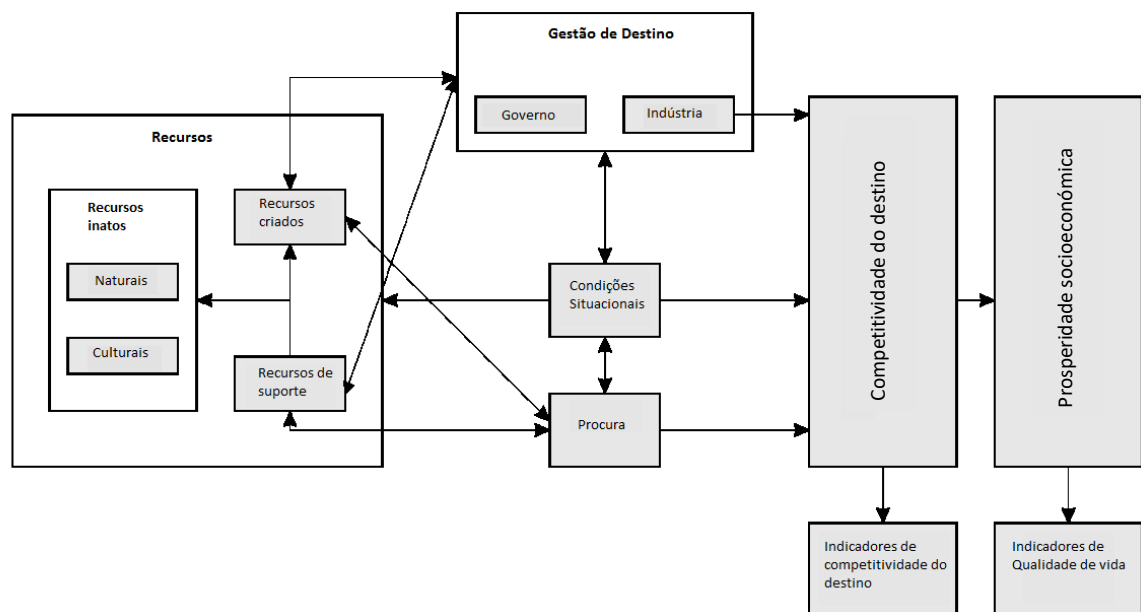 Gestão de Destino
Governo
Indústria
Recursos
Recursos
inatos
Naturais
Culturais
Recursos
criados
Recursos de
suporte
Condições
Situacionais
Procura
Competitividade do destino
Prosperidade socioeconómica
Indicadores de
competitividade do
destino
Indicadores de
Qualidade de vida